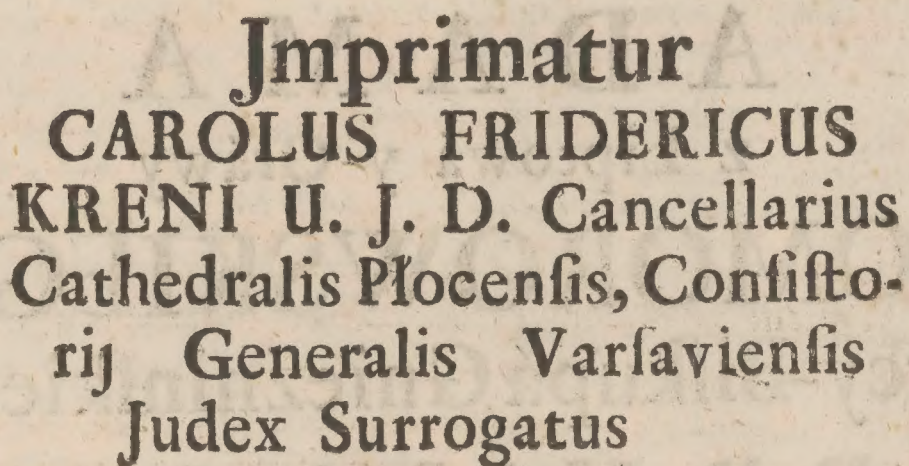 Jmprimatur
CAROLUS FRIDERICUS
KRENI U. J. D. Cancellarius
Cathedralis Płocenſis, Conſiſto-
rij Generalis Varſavienſis
Judex Surrogatus